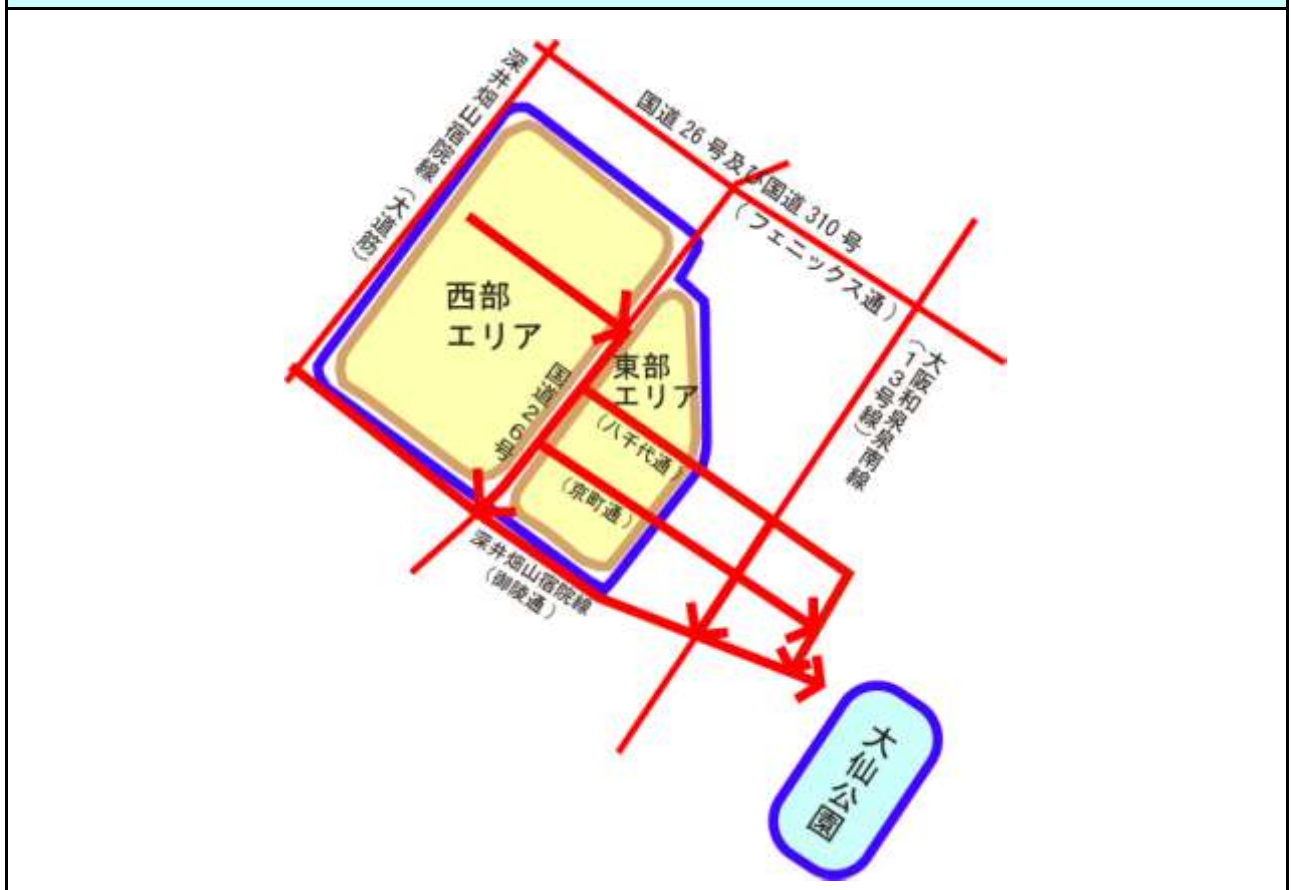 深井畑山宿院線（大道筋）
国道26号及び国道310号
（フェニックス通）
西部
エリア
東部
エリア
国道26号
（八千代通）
（京町通）
大阪和泉泉南線
（13号線）
深井畑山宿院線
（御陵通）
大仙公園